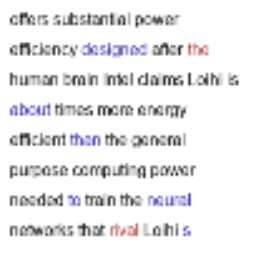 offers substantial power
efficiency designed after the
human brain Intel claims Loihi is
about times more energy
efficient than the general
purpose computing power
needed to train the neural
networks that rival Loihi s